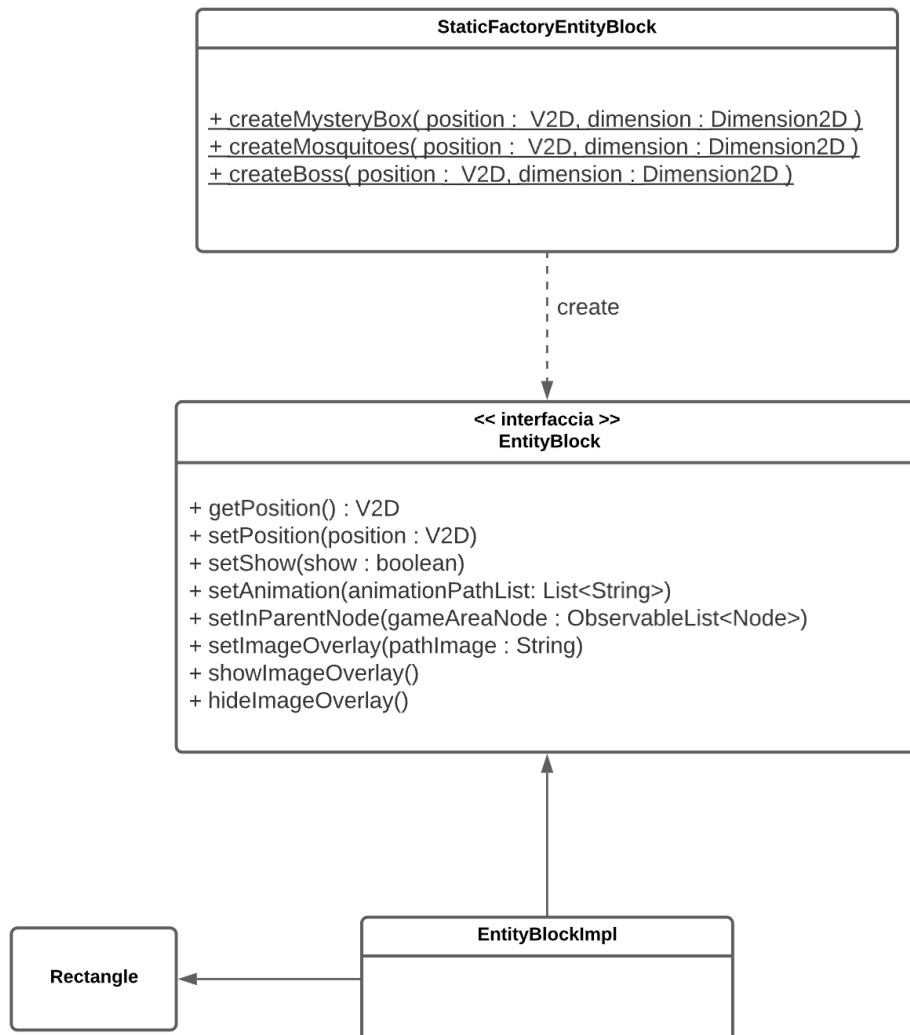 StaticFactoryEntityBlock
+ createMysteryBox( position : V2D, dimension : Dimension2D )
+ createMosquitoes( position : V2D, dimension : Dimension2D )
+ createBoss( position : V2D, dimension : Dimension2D )
create
<< interfaccia >>
EntityBlock
+ getPosition() : V2D
+ setPosition(position : V2D)
+ setShow(show : boolean)
+ setAnimation(animationPathList: List<String>)
+ setInParentNode(gameAreaNode : ObservableList<Node>)
+ setImageOverlay(pathImage : String)
+ showImageOverlay()
+ hideImageOverlay()
EntityBlockImpl
Rectangle